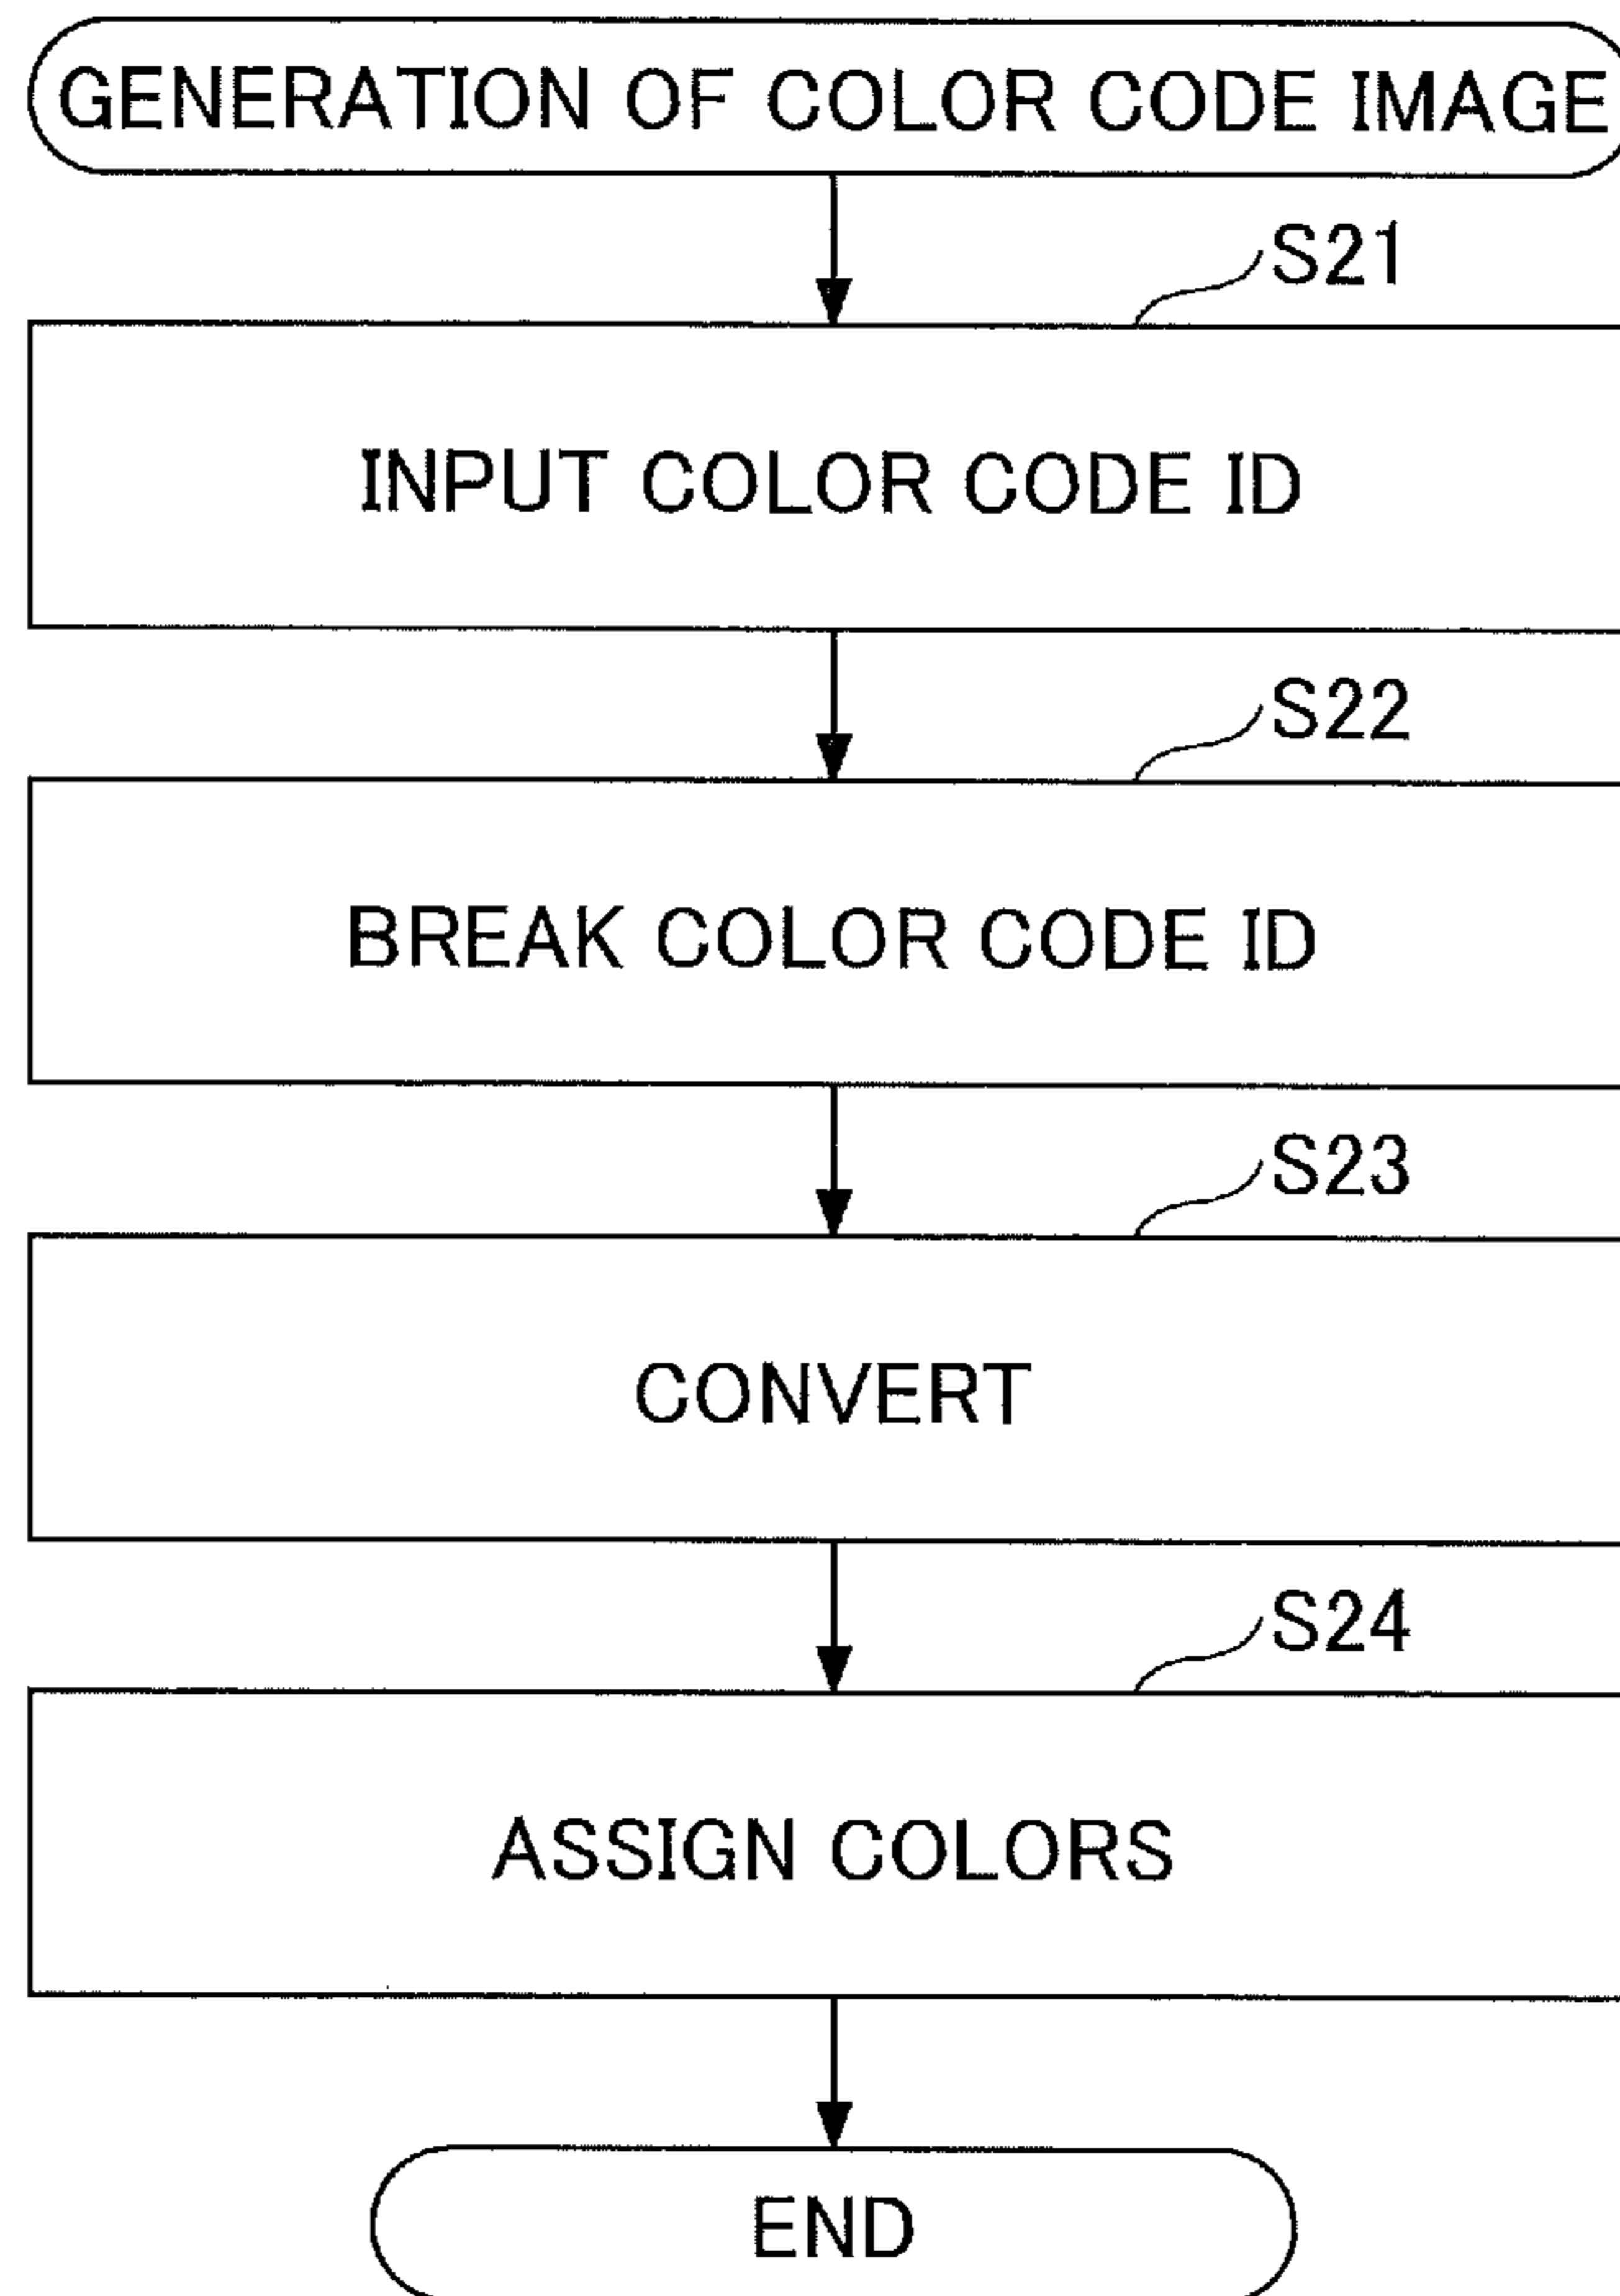 GENERATION OF COLOR CODE IMAGE
S21
INPUT COLOR CODE ID
S22
BREAK COLOR CODE ID
S23
CONVERT
S24
ASSIGN COLORS
END